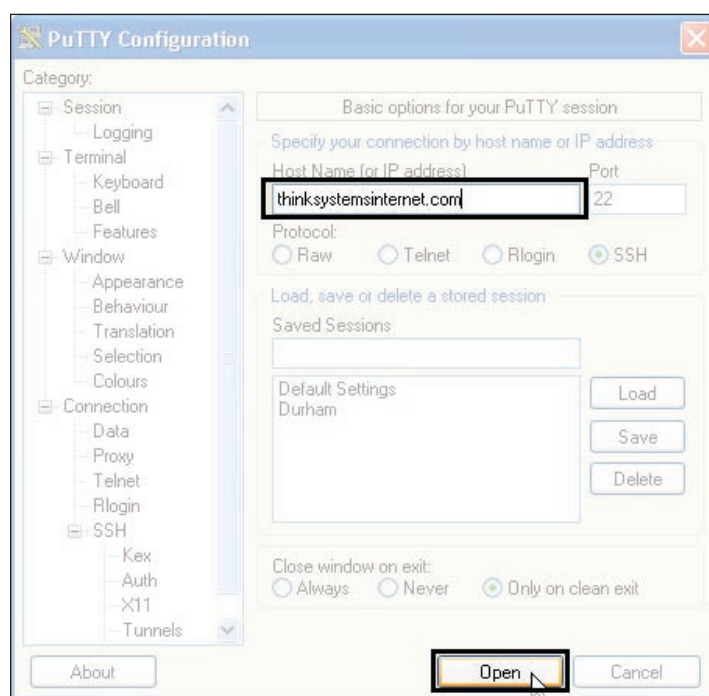 PuTTY Configuration
Category:
Session
Logging
Terminal
Keyboard
Bell
Features
Window
Appearance
Behaviour
Translation
Selection
Colours
Connection
Data
Proxy
Telnet
Rlogin
SSH
Kex
Auth
X11
Tunnels
Basic options for your PuTTY session
Specify your connection by host name or IP address
Host Name (or IP address) Port
thinksystemsinternet.com 22
Protocol:
Raw Telnet Rlogin SSH
Load, save or delete a stored session
Saved Sessions
Default Settings
Durham
Load
Save
Delete
Close window on exit:
Always Never Only on clean exit
About Open Cancel